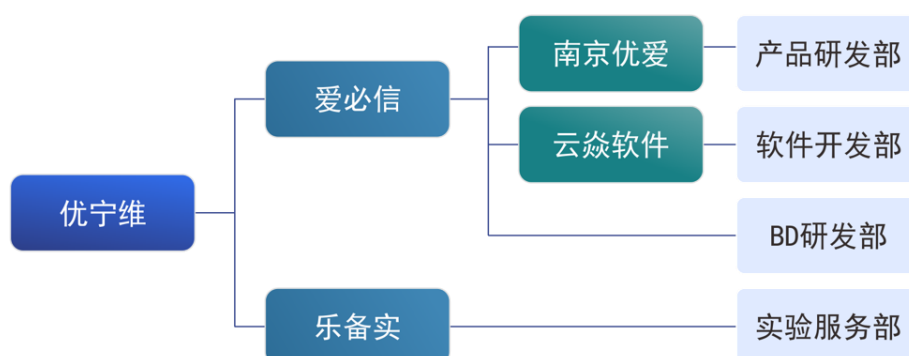 南京优爱
产品研发部
爱必信
云焱软件
软件开发部
优宁维
BD研发部
乐备实
实验服务部